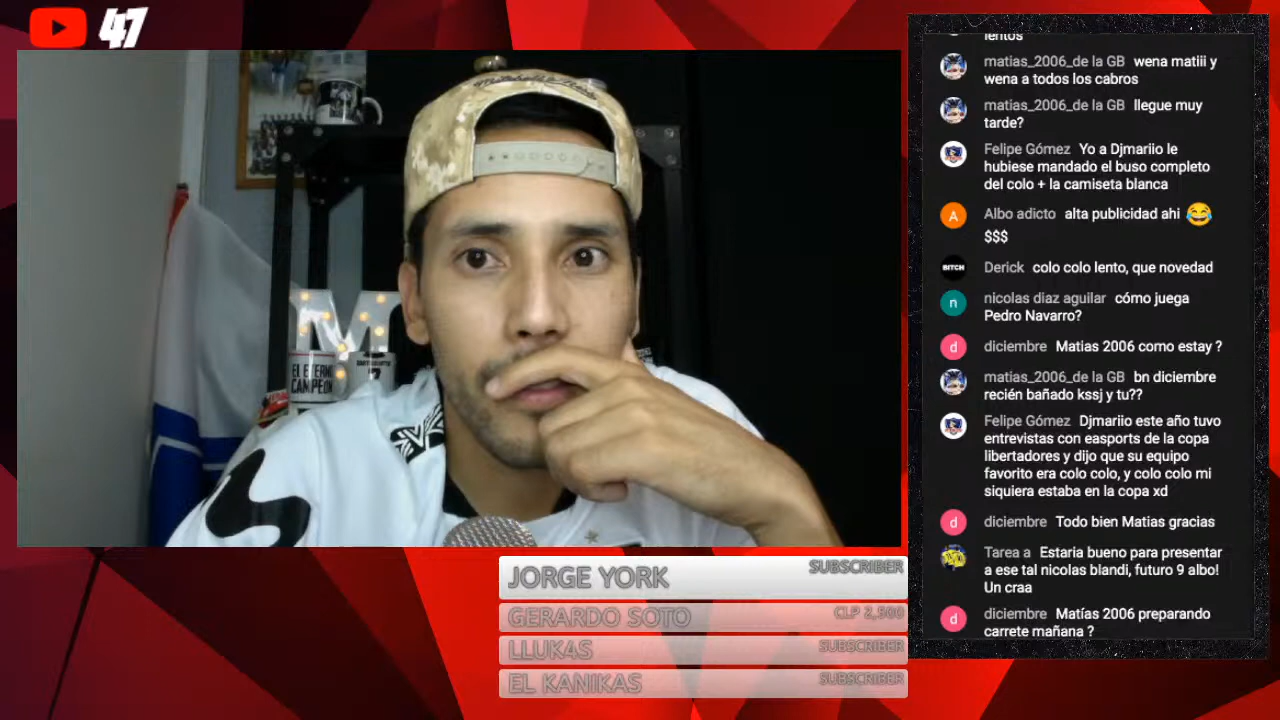 47
lentos
matias_2006_de la GB wena matiii y
wena a todos los cabros
matias_2006_de la GB llegue muy
tarde?
Felipe Gómez Yo a Djmariio le
hubiese mandado el buso completo
del colo + la camiseta blanca
Albo adicto alta publicidad ahi 😂
$$$
BITCH
Derick colo colo lento, que novedad
n
nicolas diaz aguilar cómo juega
Pedro Navarro?
d
diciembre Matias 2006 como estay ?
matias_2006_de la GB bn diciembre
recién bañado kssj y tu??
Felipe Gómez Djmariio este año tuvo
entrevistas con easports de la copa
libertadores y dijo que su equipo
favorito era colo colo, y colo colo mi
siquiera estaba en la copa xd
d
diciembre Todo bien Matias gracias
Tarea a Estaria bueno para presentar
a ese tal nicolas blandi, futuro 9 albo!
Un craa
d
diciembre Matías 2006 preparando
carrete mañana ?
A
M
EL ETERNO
CAMPEÓN
7
JORGE YORK SUBSCRIBER
GERARDO SOTO CLP 2,500
LLUK4S SUBSCRIBER
EL KANIKAS SUBSCRIBER